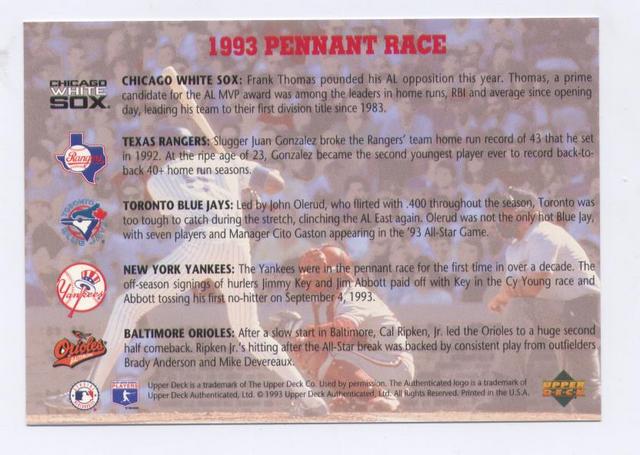 1993 PENNANT RACE
CHICAGO
WHITE
SOX
CHICAGO WHITE SOX: Frank Thomas pounded his AL opposition this year. Thomas, a prime
candidate for the AL MVP award was among the leaders in home runs, RBI and average since opening
day, leading his team to their first division title since 1983.
Rangers
TEXAS RANGERS: Slugger Juan Gonzalez broke the Rangers' team home run record of 43 that he set
in 1992. At the ripe age of 23, Gonzalez became the second youngest player ever to record back-to-
back 40+ home run seasons.
TORONTO
BLUE JAYS
TORONTO BLUE JAYS: Led by John Olerud, who flirted with .400 throughout the season, Toronto was
too tough to catch during the stretch, clinching the AL East again. Olerud was not the only hot Blue Jay,
with seven players and Manager Cito Gaston appearing in the '93 All-Star Game.
Yankees
NEW YORK YANKEES: The Yankees were in the pennant race for the first time in over a decade. The
off-season signings of hurlers Jimmy Key and Jim Abbott paid off with Key in the Cy Young race and
Abbott tossing his first no-hitter on September 4, 1993.
Orioles
BALTIMORE ORIOLES: After a slow start in Baltimore, Cal Ripken, Jr. led the Orioles to a huge second
half comeback. Ripken Jr.'s hitting after the All-Star break was backed by consistent play from outfielders
Brady Anderson and Mike Devereaux.
PLAYERS
Upper Deck is a trademark of The Upper Deck Co. Used by permission. The Authenticated logo is a trademark of
Upper Deck Authenticated, Ltd. © 1993 Upper Deck Authenticated, Ltd. All Rights Reserved. Printed in the U.S.A.
UPPER
DECK